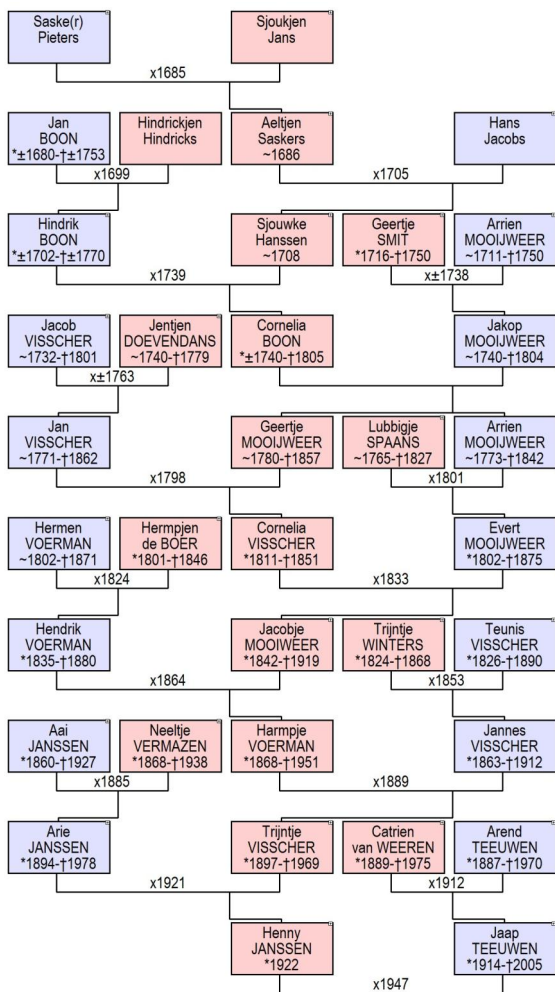 Saske(r)
Pieters
Sjoukjen
Jans
x1685
Jan
BOON
*±1680-†±1753
Hindrickjen
Hindricks
Aeltjen
Saskers
~1686
Hans
Jacobs
x1699
x1705
Hindrik
BOON
*±1702-†±1770
Sjouwke
Hanssen
~1708
Geertje
SMIT
*1716-†1750
Arrien
MOOIJWEER
~1711-†1750
x1739
x±1738
Jacob
VISSCHER
~1732-†1801
Jentjen
DOEVENDANS
~1740-†1779
Cornelia
BOON
*±1740-†1805
Jakop
MOOIJWEER
~1740-†1804
x±1763
Jan
VISSCHER
~1771-†1862
Geertje
MOOIJWEER
~1780-†1857
Lubbigje
SPAANS
~1765-†1827
Arrien
MOOIJWEER
~1773-†1842
x1798
x1801
Hermen
VOERMAN
~1802-†1871
Hermpjen
de BOER
*1801-†1846
Cornelia
VISSCHER
*1811-†1851
Evert
MOOIJWEER
*1802-†1875
x1824
x1833
Hendrik
VOERMAN
*1835-†1880
Jacobje
MOOIWEER
*1842-†1919
Trijntje
WINTERS
*1824-†1868
Teunis
VISSCHER
*1826-†1890
x1864
x1853
Aai
JANSSEN
*1860-†1927
Neeltje
VERMAZEN
*1868-†1938
Harmpje
VOERMAN
*1868-†1951
Jannes
VISSCHER
*1863-†1912
x1885
x1889
Arie
JANSSEN
*1894-†1978
Trijntje
VISSCHER
*1897-†1969
Catrien
van WEEREN
*1889-†1975
Arend
TEEUWEN
*1887-†1970
x1921
x1912
Henny
JANSSEN
*1922
Jaap
TEEUWEN
*1914-†2005
x1947